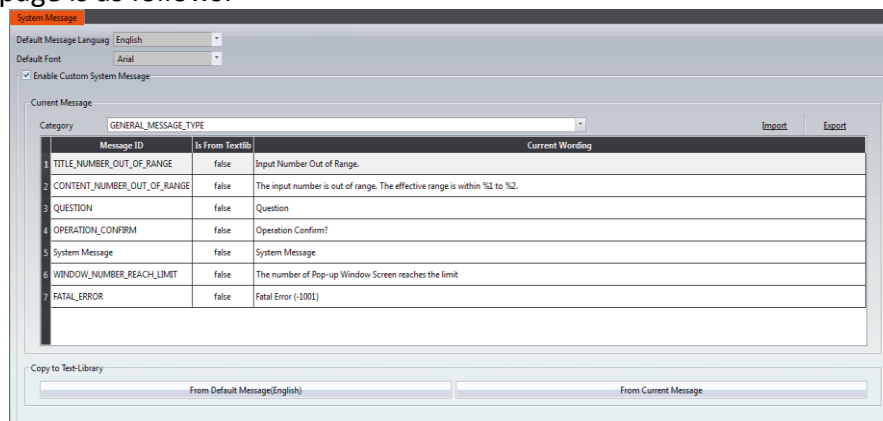 page is as follows:
System Message
Default Message Languag English
Default Font Arial
Enable Custom System Message
Current Message
Category GENERAL_MESSAGE_TYPE Import Export
Message ID Is From Textlib Current Wording
1 TITLE_NUMBER_OUT_OF_RANGE false Input Number Out of Range.
2 CONTENT_NUMBER_OUT_OF_RANGE false The input number is out of range. The effective range is within %1 to %2.
3 QUESTION false Question
4 OPERATION_CONFIRM false Operation Confirm?
5 System Message false System Message
6 WINDOW_NUMBER_REACH_LIMIT false The number of Pop-up Window Screen reaches the limit
7 FATAL_ERROR false Fatal Error (-1001)
Copy to Text-Library
From Default Message(English) From Current Message